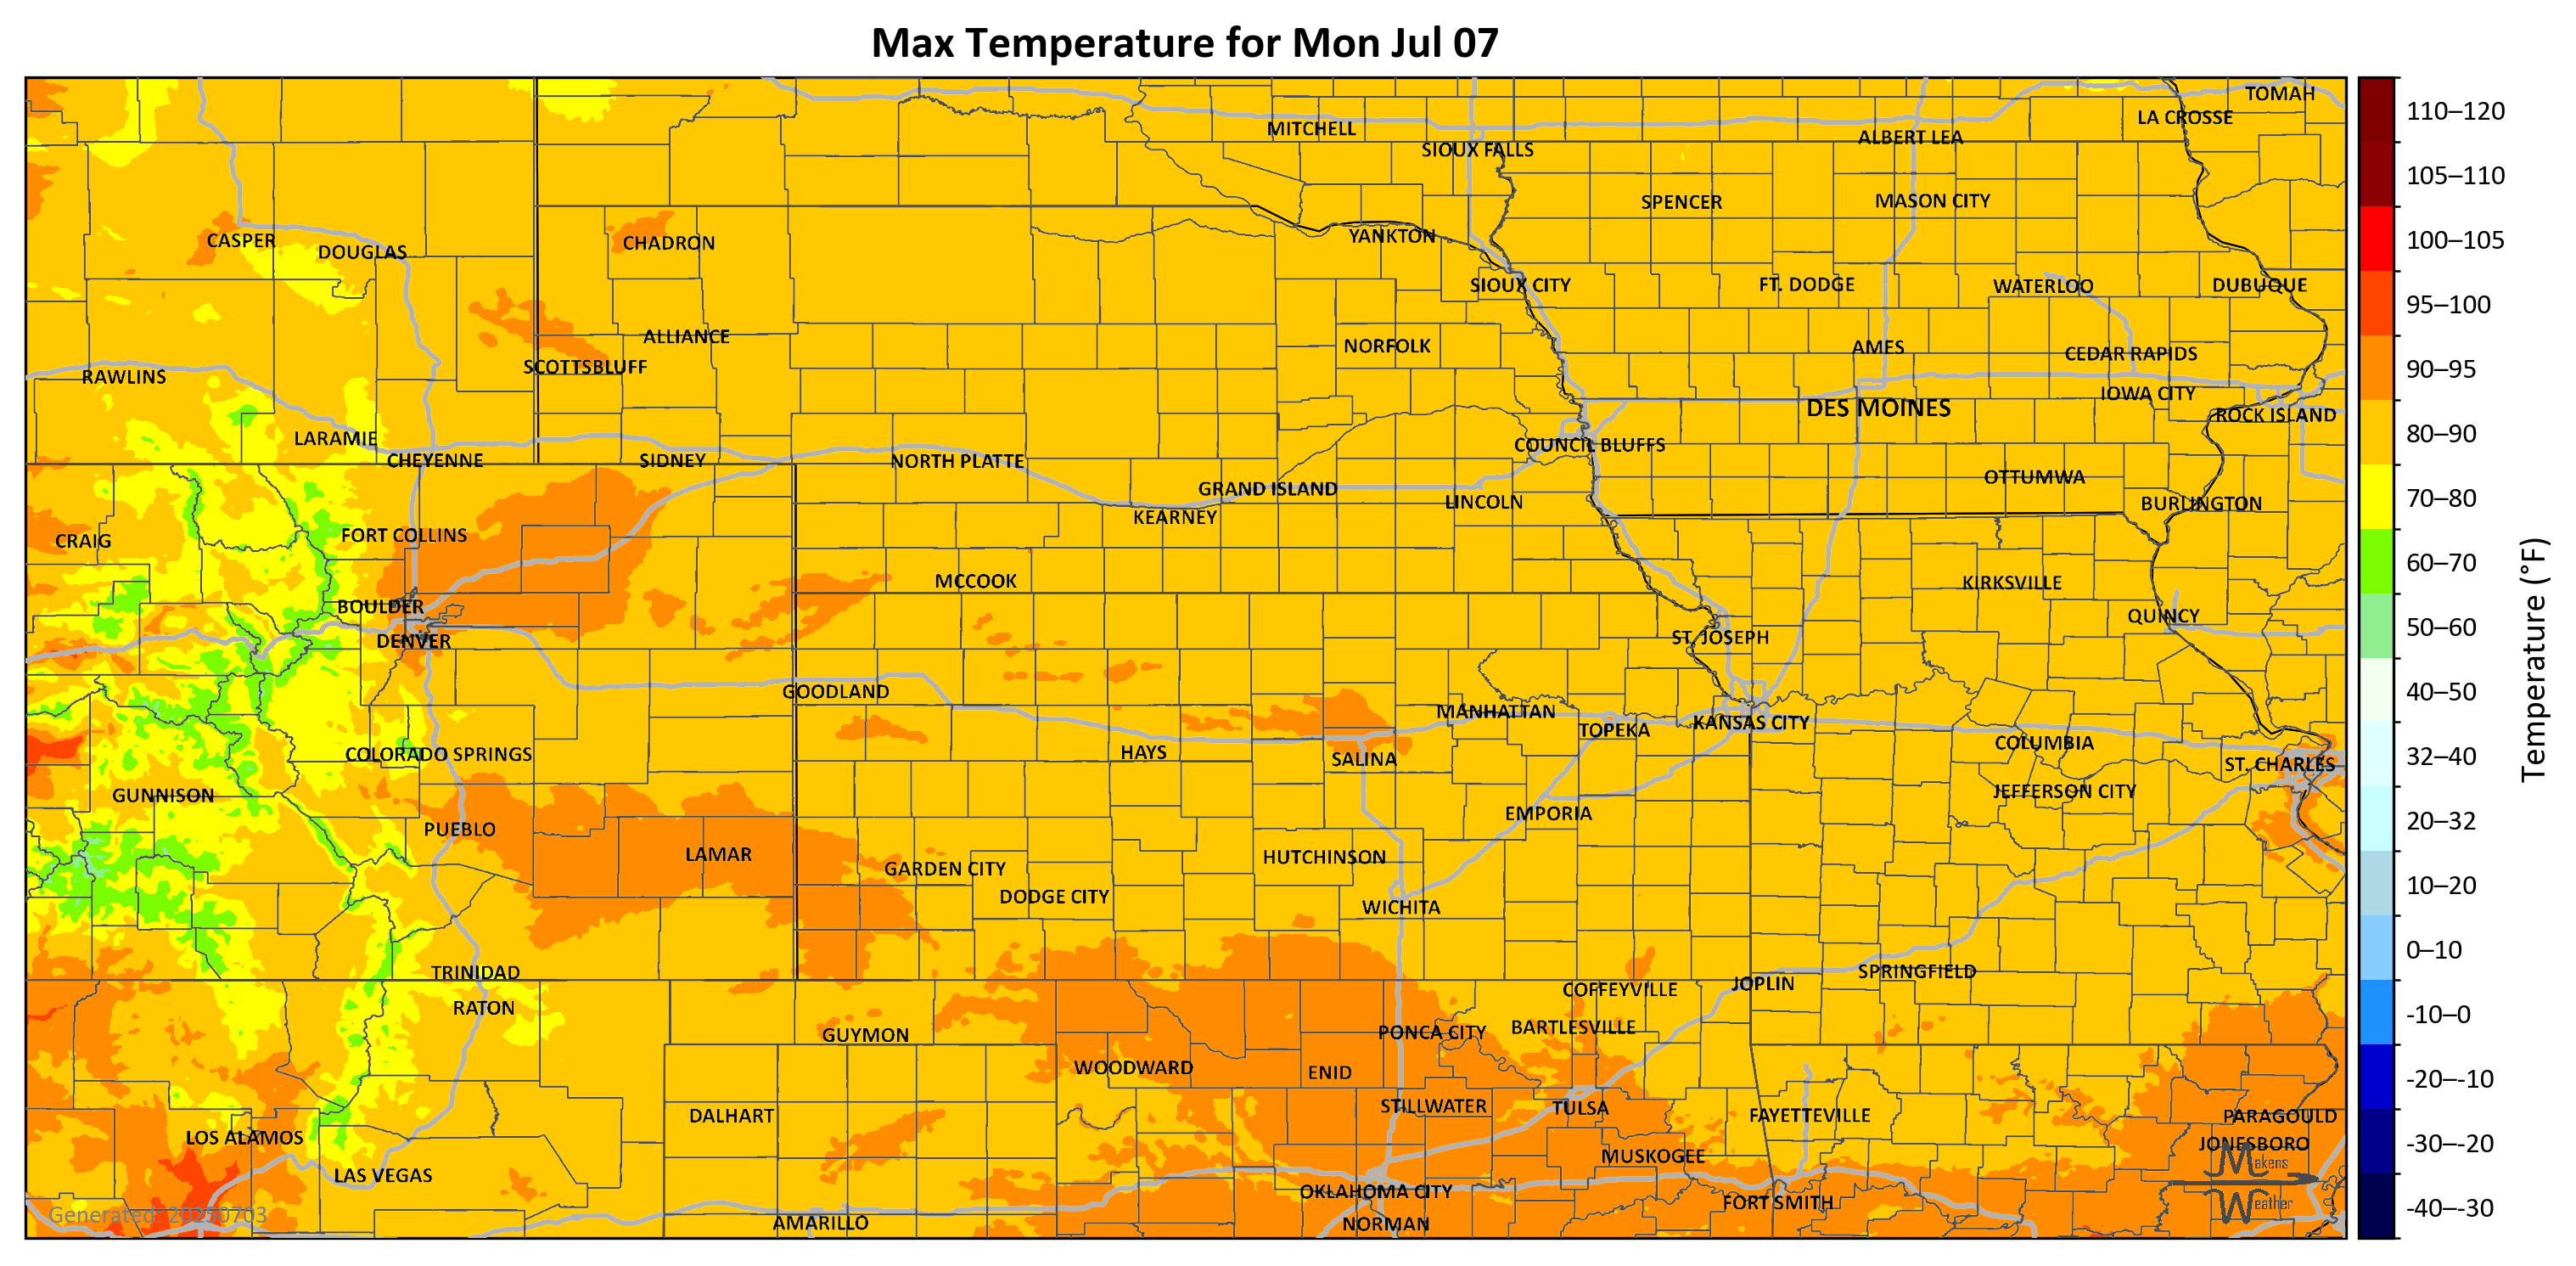 Max Temperature for Mon Jul 07
TOMAH
LA CROSSE
MITCHELL
ALBERT LEA
SIOUX FALLS
SPENCER
MASON CITY
YANKTON
CASPER
CHADRON
DOUGLAS
SIOUX CITY
FT. DODGE
WATERLOO
DUBUQUE
ALLIANCE
NORFOLK
AMES
CEDAR RAPIDS
SCOTTSBLUFF
RAWLINS
IOWA CITY
DES MOINES
ROCK ISLAND
LARAMIE
COUNCIL BLUFFS
CHEYENNE
SIDNEY
NORTH PLATTE
OTTUMWA
GRAND ISLAND
LINCOLN
BURLINGTON
KEARNEY
FORT COLLINS
CRAIG
MCCOOK
KIRKSVILLE
BOULDER
QUINCY
DENVER
ST. JOSEPH
GOODLAND
MANHATTAN
TOPEKA
KANSAS CITY
COLUMBIA
COLORADO SPRINGS
HAYS
SALINA
ST. CHARLES
GUNNISON
JEFFERSON CITY
EMPORIA
PUEBLO
LAMAR
HUTCHINSON
GARDEN CITY
DODGE CITY
WICHITA
TRINIDAD
SPRINGFIELD
JOPLIN
COFFEYVILLE
RATON
GUYMON
PONCA CITY
BARTLESVILLE
WOODWARD
ENID
DALHART
STILLWATER
TULSA
FAYETTEVILLE
PARAGOULD
LOS ALAMOS
JONESBORO
MUSKOGEE
LAS VEGAS
OKLAHOMA CITY
FORT SMITH
AMARILLO
NORMAN
Generated: 20250703
Makens
Weather
110–120
105–110
100–105
95–100
90–95
80–90
70–80
60–70
50–60
40–50
32–40
20–32
10–20
0–10
-10–0
-20–-10
-30–-20
-40–-30
Temperature (°F)